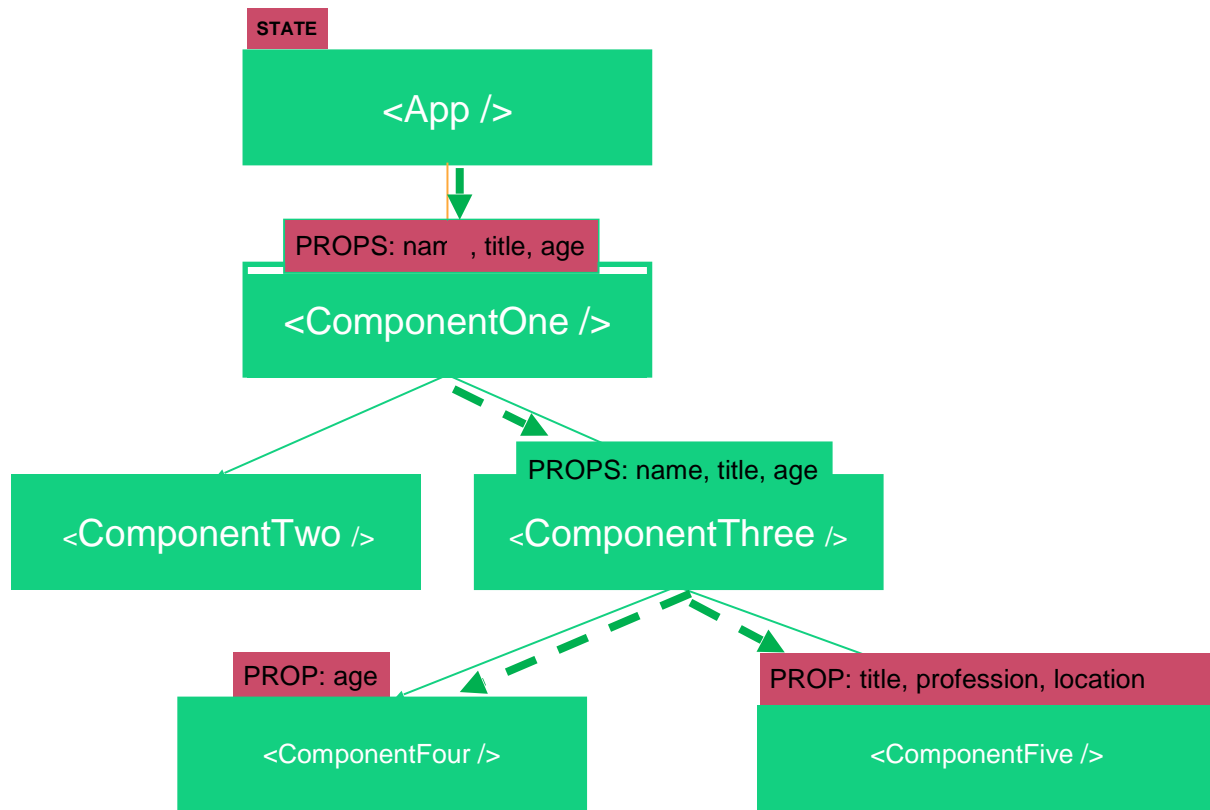 STATE
<App />
PROPS: nam , title, age
<ComponentOne />
PROPS: name, title, age
<ComponentTwo />
<ComponentThree />
PROP: age
PROP: title, profession, location
<ComponentFour />
<ComponentFive />